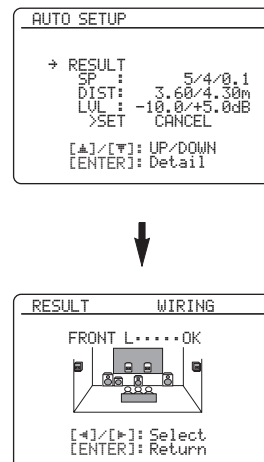 AUTO SETUP
→ RESULT
SP : 5/4/0.1
DIST: 3.60/4.30m
LVL : -10.0/+5.0dB
>SET CANCEL
[▲]/[▼]: UP/DOWN
[ENTER]: Detail
RESULT WIRING
FRONT L·····OK
[◀]/[▶]: Select
[ENTER]: Return